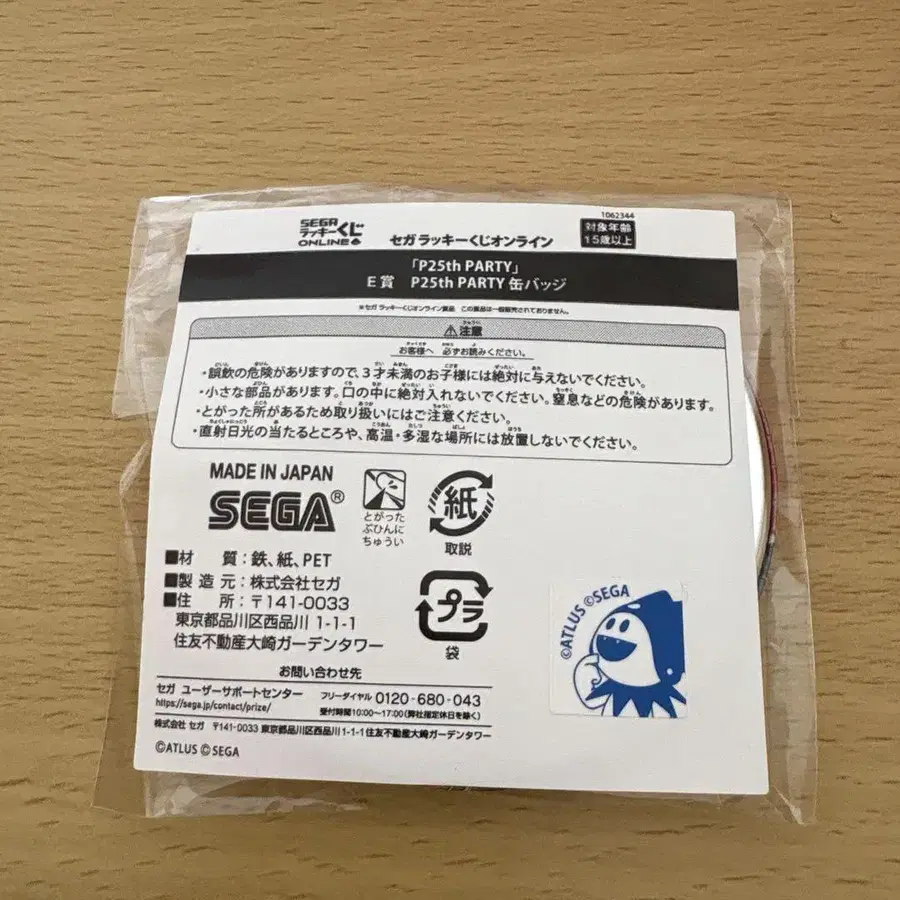 1062344
SEGA
ラッキーくじ
ONLINE
セガ ラッキーくじオンライン
対象年齢
15歳以上
「P25th PARTY」
E賞 P25th PARTY 缶バッジ
※セガ ラッキーくじオンライン景品 この景品は一般販売されておりません。
⚠注意
お客様へ 必ずお読みください。
・誤飲の危険がありますので、3才未満のお子様には絶対に与えないでください。
・小さな部品があります。口の中に絶対入れないでください。窒息などの危険があります。
・とがった所があるため取り扱いにはご注意ください。
・直射日光の当たるところや、高温・多湿な場所には放置しないでください。
MADE IN JAPAN
SEGA®
とがった
ぶひんに
ちゅうい
紙
取説
■材 質：鉄、紙、PET
■製 造 元：株式会社セガ
■住 所：〒141-0033
東京都品川区西品川 1-1-1
住友不動産大崎ガーデンタワー
プラ
袋
©ATLUS ©SEGA
お問い合わせ先
セガ ユーザーサポートセンター
https://sega.jp/contact/prize/
フリーダイヤル 0120-680-043
受付時間10:00～17:00(弊社指定休日を除く)
株式会社 セガ 〒141-0033 東京都品川区西品川1-1-1住友不動産大崎ガーデンタワー
©ATLUS ©SEGA